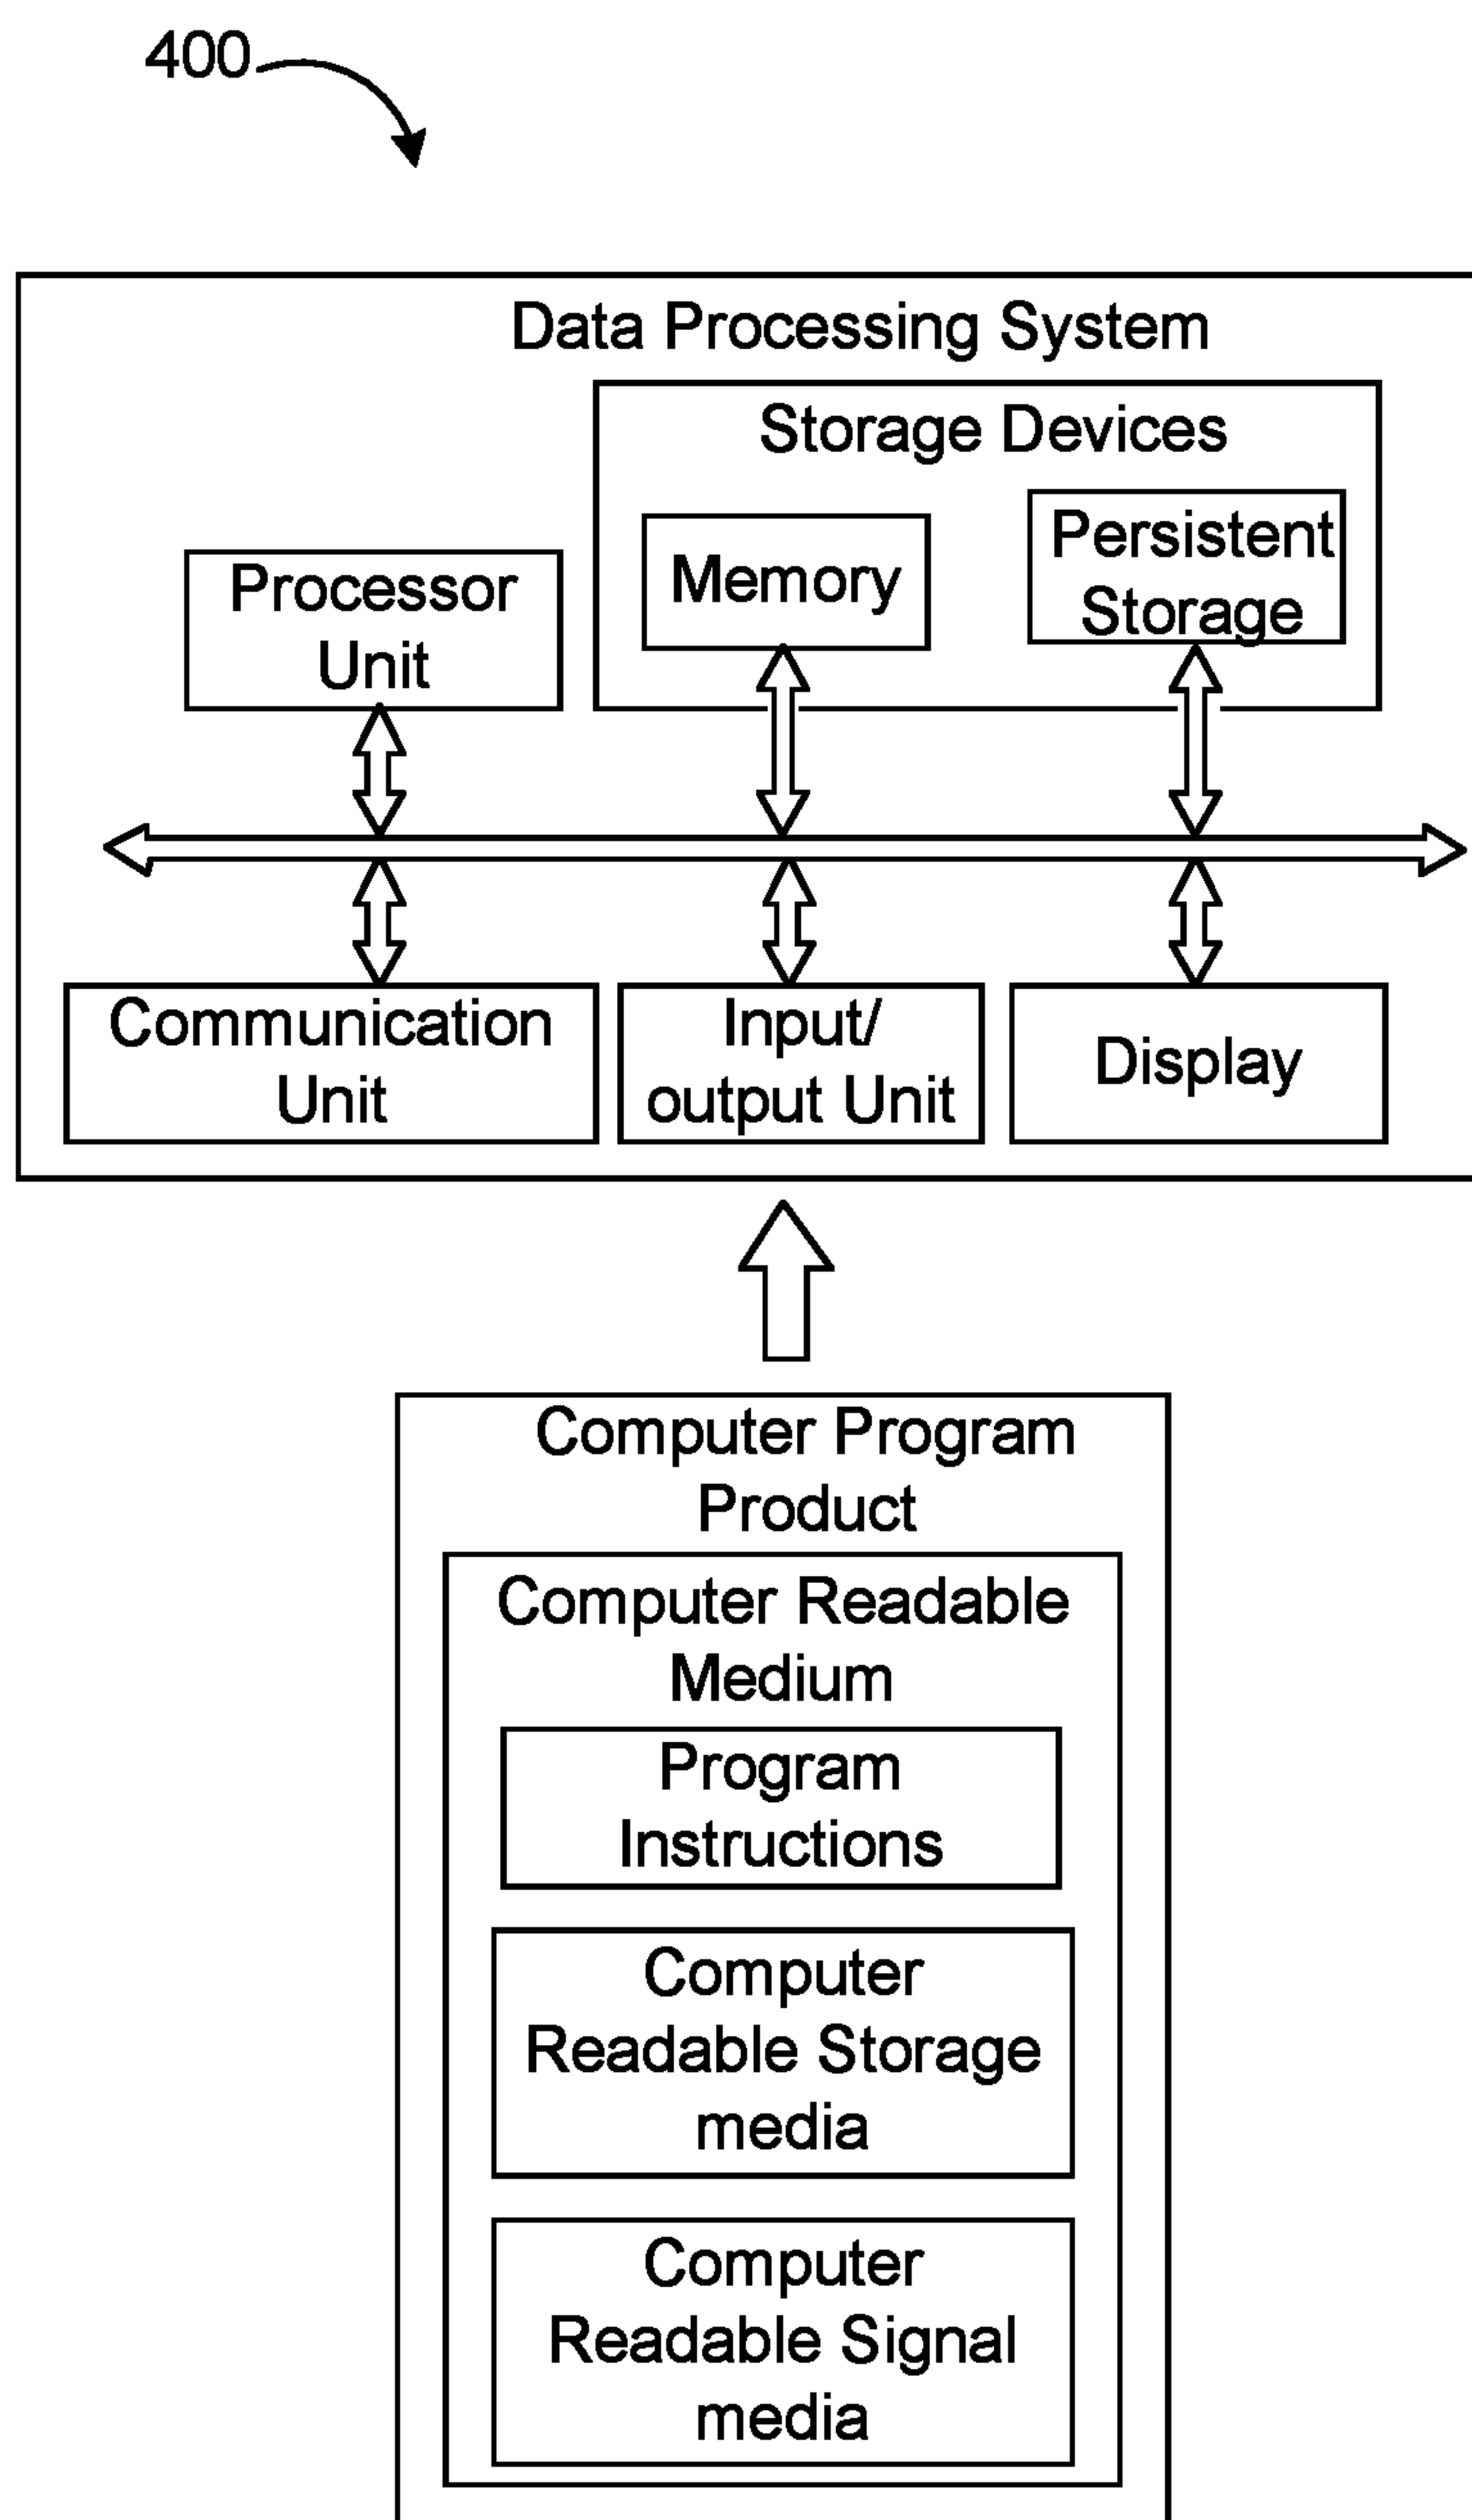 400
Data Processing System
Storage Devices
Persistent
Storage
Memory
Processor
Unit
Communication
Unit
Input/
output Unit
Display
Computer Program
Product
Computer Readable
Medium
Program
Instructions
Computer
Readable Storage
media
Computer
Readable Signal
media